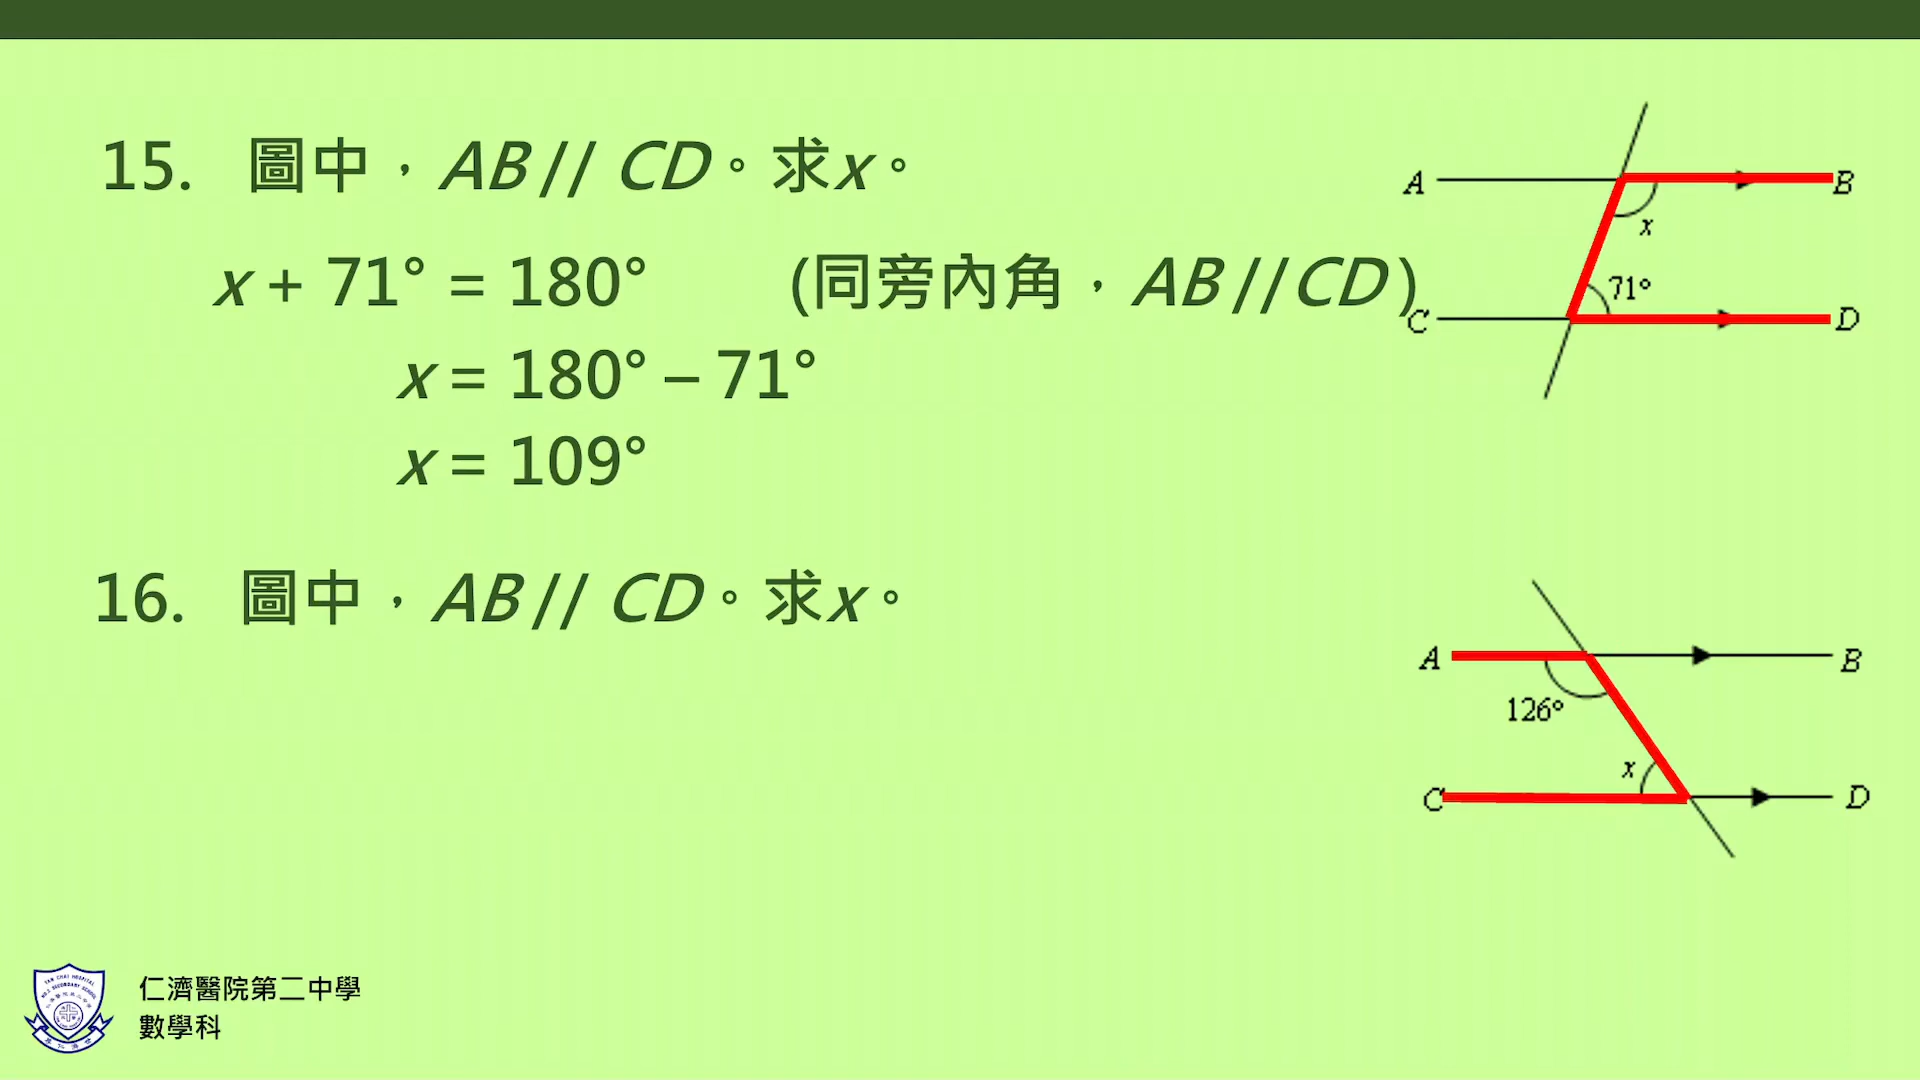 15. 圖中，AB // CD。求x。
x + 71° = 180° (同旁內角，AB // CD)
x = 180° – 71°
x = 109°
A B
x
71°
C D
16. 圖中，AB // CD。求x。
A B
126°
x
C D
仁濟醫院第二中學
數學科